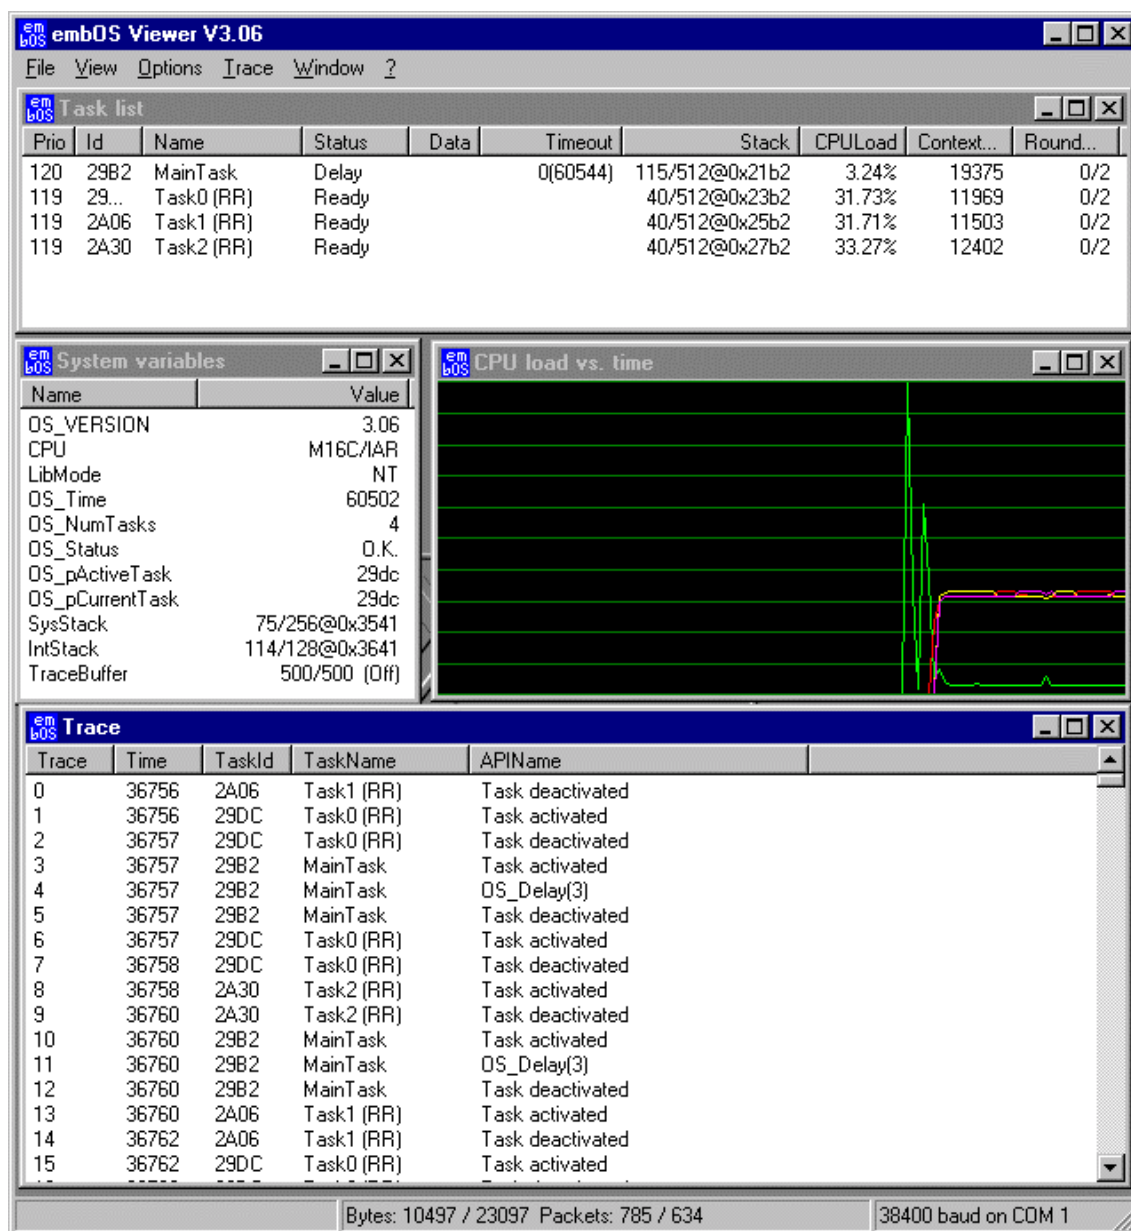 em bOS embOS Viewer V3.06
File View Options Trace Window ?
em bOS Task list
Prio Id Name Status Data Timeout Stack CPULoad Context... Round...
120 29B2 MainTask Delay 0(60544) 115/512@0x21b2 3.24% 19375 0/2
119 29... Task0 (RR) Ready 40/512@0x23b2 31.73% 11969 0/2
119 2A06 Task1 (RR) Ready 40/512@0x25b2 31.71% 11503 0/2
119 2A30 Task2 (RR) Ready 40/512@0x27b2 33.27% 12402 0/2
em bOS System variables
Name Value
OS_VERSION 3.06
CPU M16C/IAR
LibMode NT
OS_Time 60502
OS_NumTasks 4
OS_Status O.K.
OS_pActiveTask 29dc
OS_pCurrentTask 29dc
SysStack 75/256@0x3541
IntStack 114/128@0x3641
TraceBuffer 500/500 (Off)
em bOS CPU load vs. time
em bOS Trace
Trace Time TaskId TaskName APIName
0 36756 2A06 Task1 (RR) Task deactivated
1 36756 29DC Task0 (RR) Task activated
2 36757 29DC Task0 (RR) Task deactivated
3 36757 29B2 MainTask Task activated
4 36757 29B2 MainTask OS_Delay(3)
5 36757 29B2 MainTask Task deactivated
6 36757 29DC Task0 (RR) Task activated
7 36758 29DC Task0 (RR) Task deactivated
8 36758 2A30 Task2 (RR) Task activated
9 36760 2A30 Task2 (RR) Task deactivated
10 36760 29B2 MainTask Task activated
11 36760 29B2 MainTask OS_Delay(3)
12 36760 29B2 MainTask Task deactivated
13 36760 2A06 Task1 (RR) Task activated
14 36762 2A06 Task1 (RR) Task deactivated
15 36762 29DC Task0 (RR) Task activated
Bytes: 10497 / 23097 Packets: 785 / 634
38400 baud on COM 1